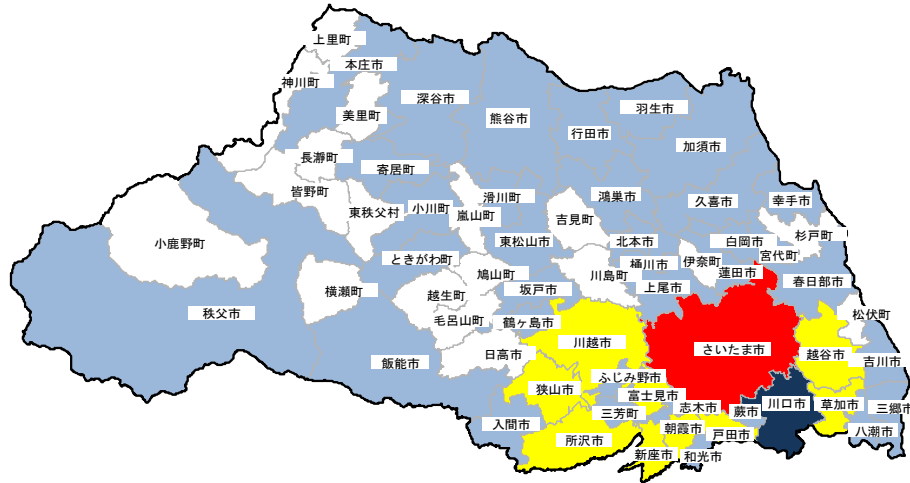 上里町
本庄市
神川町
深谷市
美里町
熊谷市
羽生市
行田市
加須市
長瀞町
寄居町
皆野町
滑川町
鴻巣市
久喜市
幸手市
東秩父村
小川町
嵐山町
吉見町
小鹿野町
東松山市
北本市
白岡市
杉戸町
ときがわ町
宮代町
桶川市
伊奈町
蓮田市
鳩山町
川島町
春日部市
横瀬町
坂戸市
上尾市
越生町
秩父市
毛呂山町
鶴ヶ島市
松伏町
川越市
さいたま市
越谷市
飯能市
日高市
吉川市
ふじみ野市
狭山市
富士見市
三芳町
志木市
蕨市
川口市
草加市
三郷市
入間市
朝霞市
戸田市
八潮市
所沢市
新座市
和光市